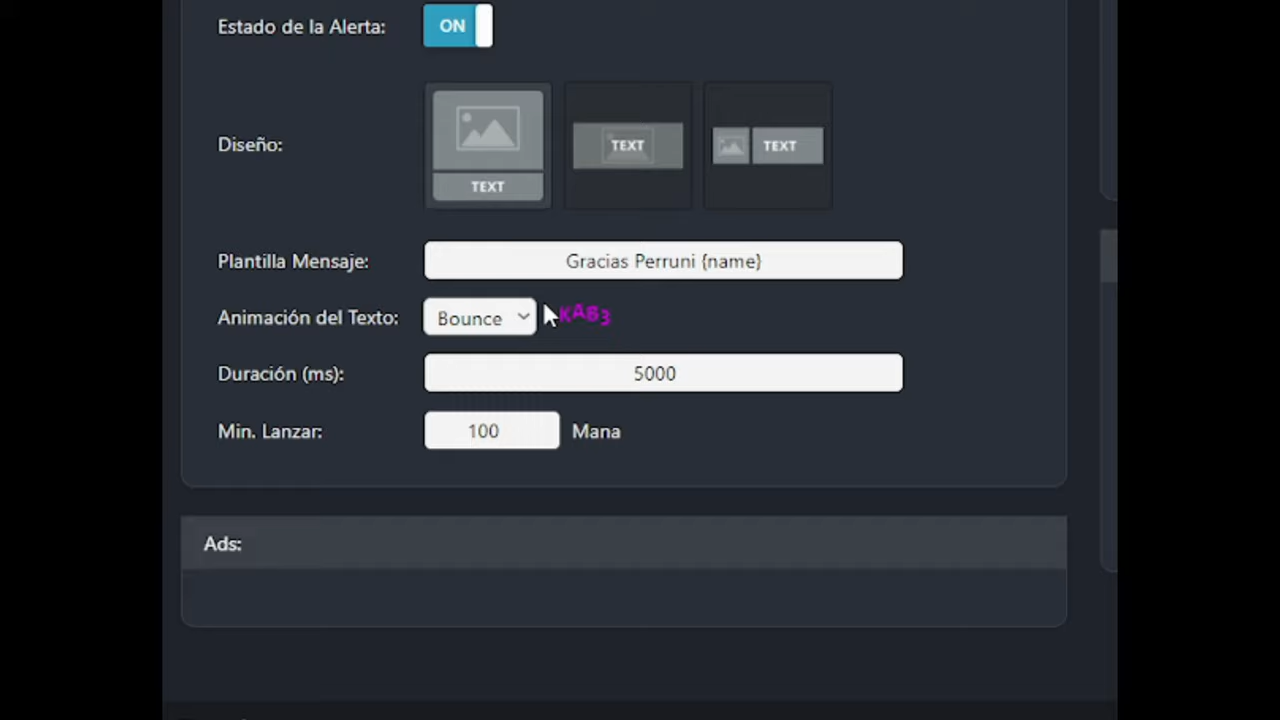 Estado de la Alerta: ON
Diseño:
TEXT
TEXT
TEXT
Plantilla Mensaje: Gracias Perruni {name}
Animación del Texto: Bounce KAB3
Duración (ms): 5000
Min. Lanzar: 100 Mana
Ads: